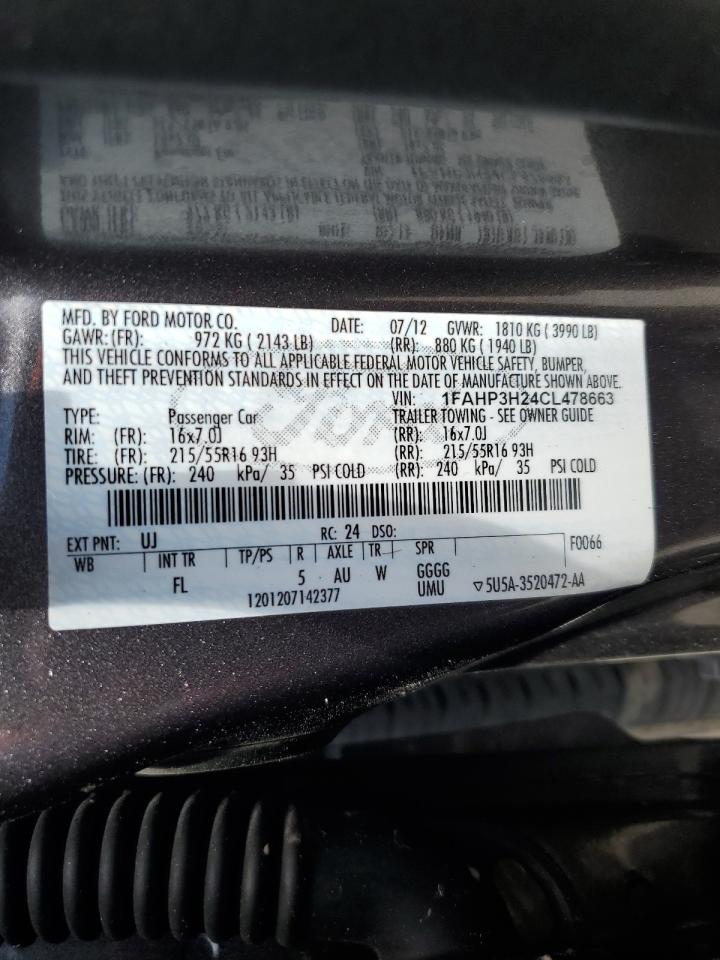 MFD. BY FORD MOTOR CO. DATE: 07/12 GVWR: 1810 KG ( 3990 LB)
GAWR:(FR): 972 KG ( 2143 LB) (RR): 880 KG ( 1940 LB)
THIS VEHICLE CONFORMS TO ALL APPLICABLE FEDERAL MOTOR VEHICLE SAFETY, BUMPER,
AND THEFT PREVENTION STANDARDS IN EFFECT ON THE DATE OF MANUFACTURE SHOWN ABOVE.
VIN: 1FAHP3H24CL478663
TYPE: Passenger Car TRAILER TOWING - SEE OWNER GUIDE
RIM: (FR): 16x7.0J (RR): 16x7.0J
TIRE: (FR): 215/55R16 93H (RR): 215/55R16 93H
PRESSURE: (FR): 240 kPa/ 35 PSI COLD (RR): 240 kPa/ 35 PSI COLD
EXT PNT: UJ RC: 24 DSO: F0066
WB INT TR TP/PS R AXLE TR SPR
FL 5 AU W GGGG
1201207142377 UMU ▽5U5A-3520472-AA